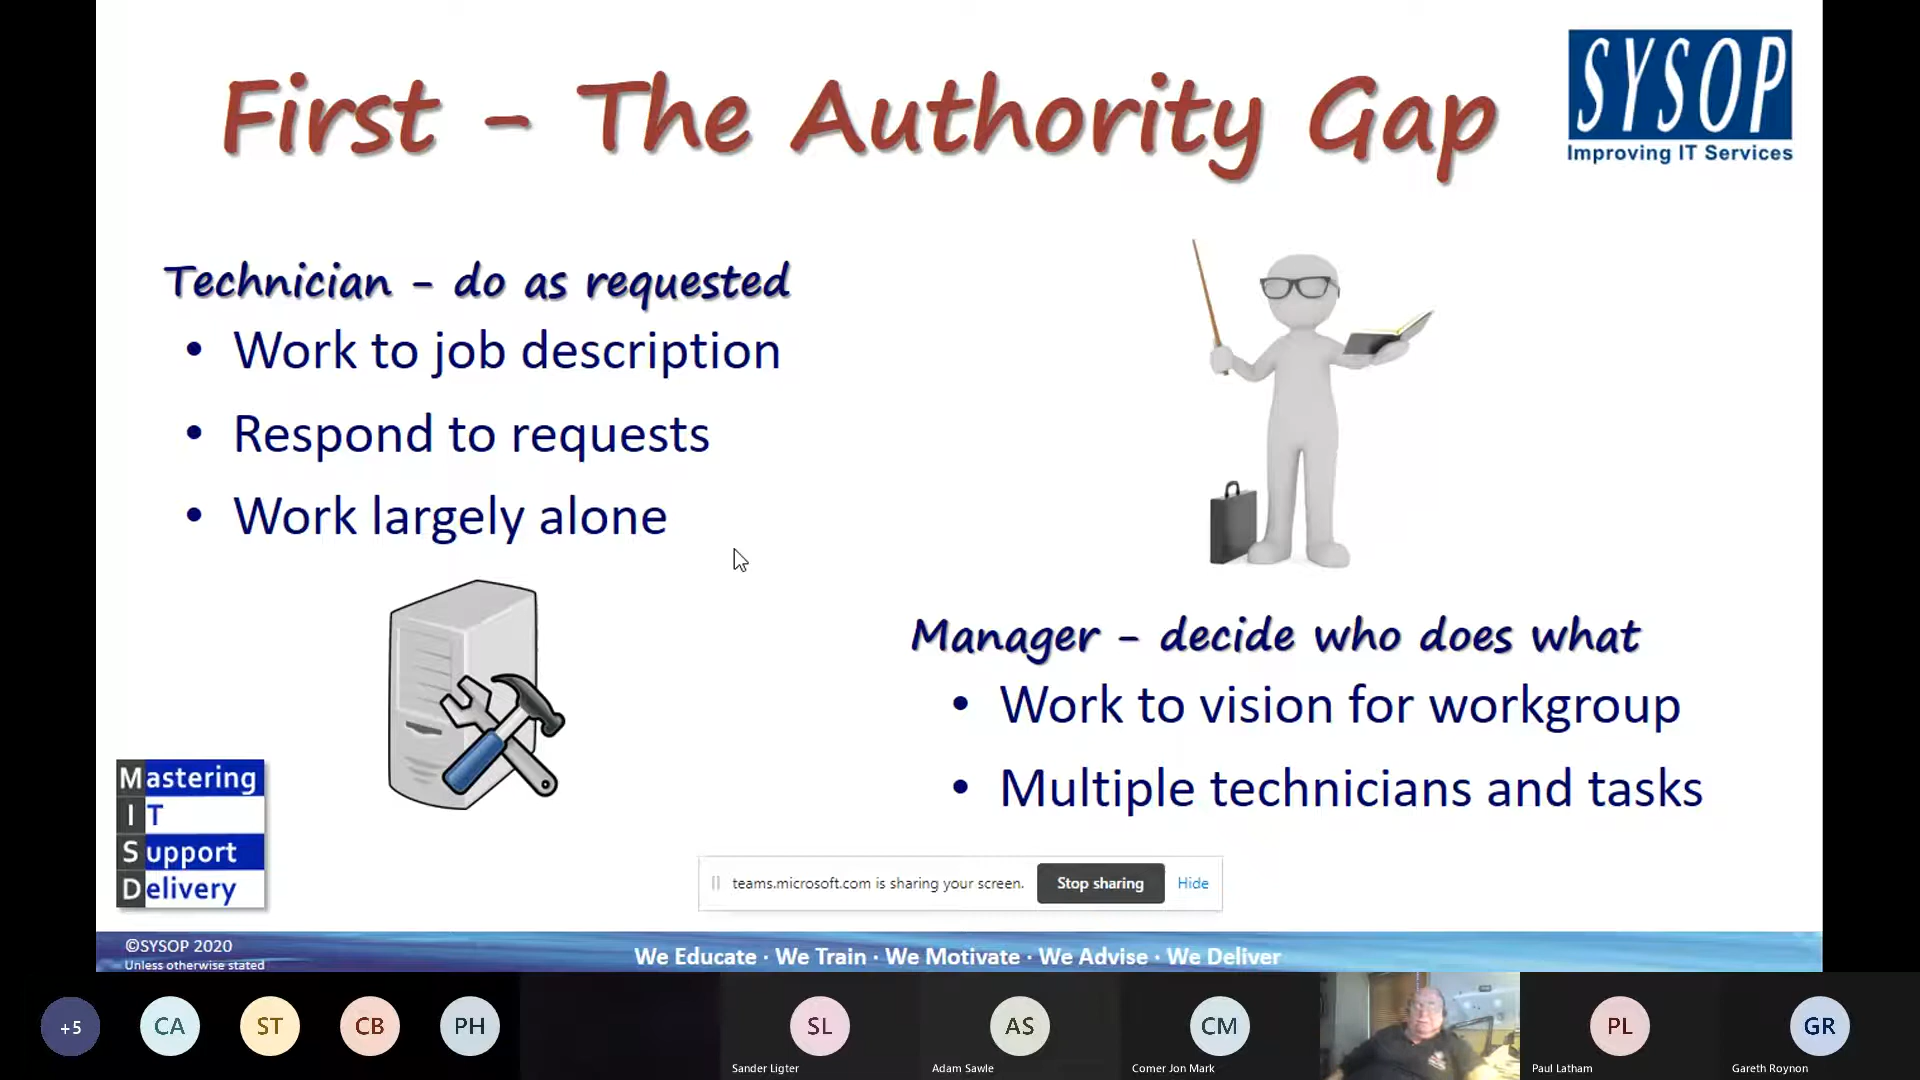 First - The Authority Gap
SYSOP
Improving IT Services
Technician - do as requested
• Work to job description
• Respond to requests
• Work largely alone
Manager - decide who does what
• Work to vision for workgroup
• Multiple technicians and tasks
Mastering
IT
Support
Delivery
teams.microsoft.com is sharing your screen.
Stop sharing
Hide
©SYSOP 2020
Unless otherwise stated
We Educate · We Train · We Motivate · We Advise · We Deliver
+5
CA
ST
CB
PH
SL
AS
CM
PL
GR
Sander Ligter
Adam Sawle
Comer Jon Mark
Paul Latham
Gareth Roynon